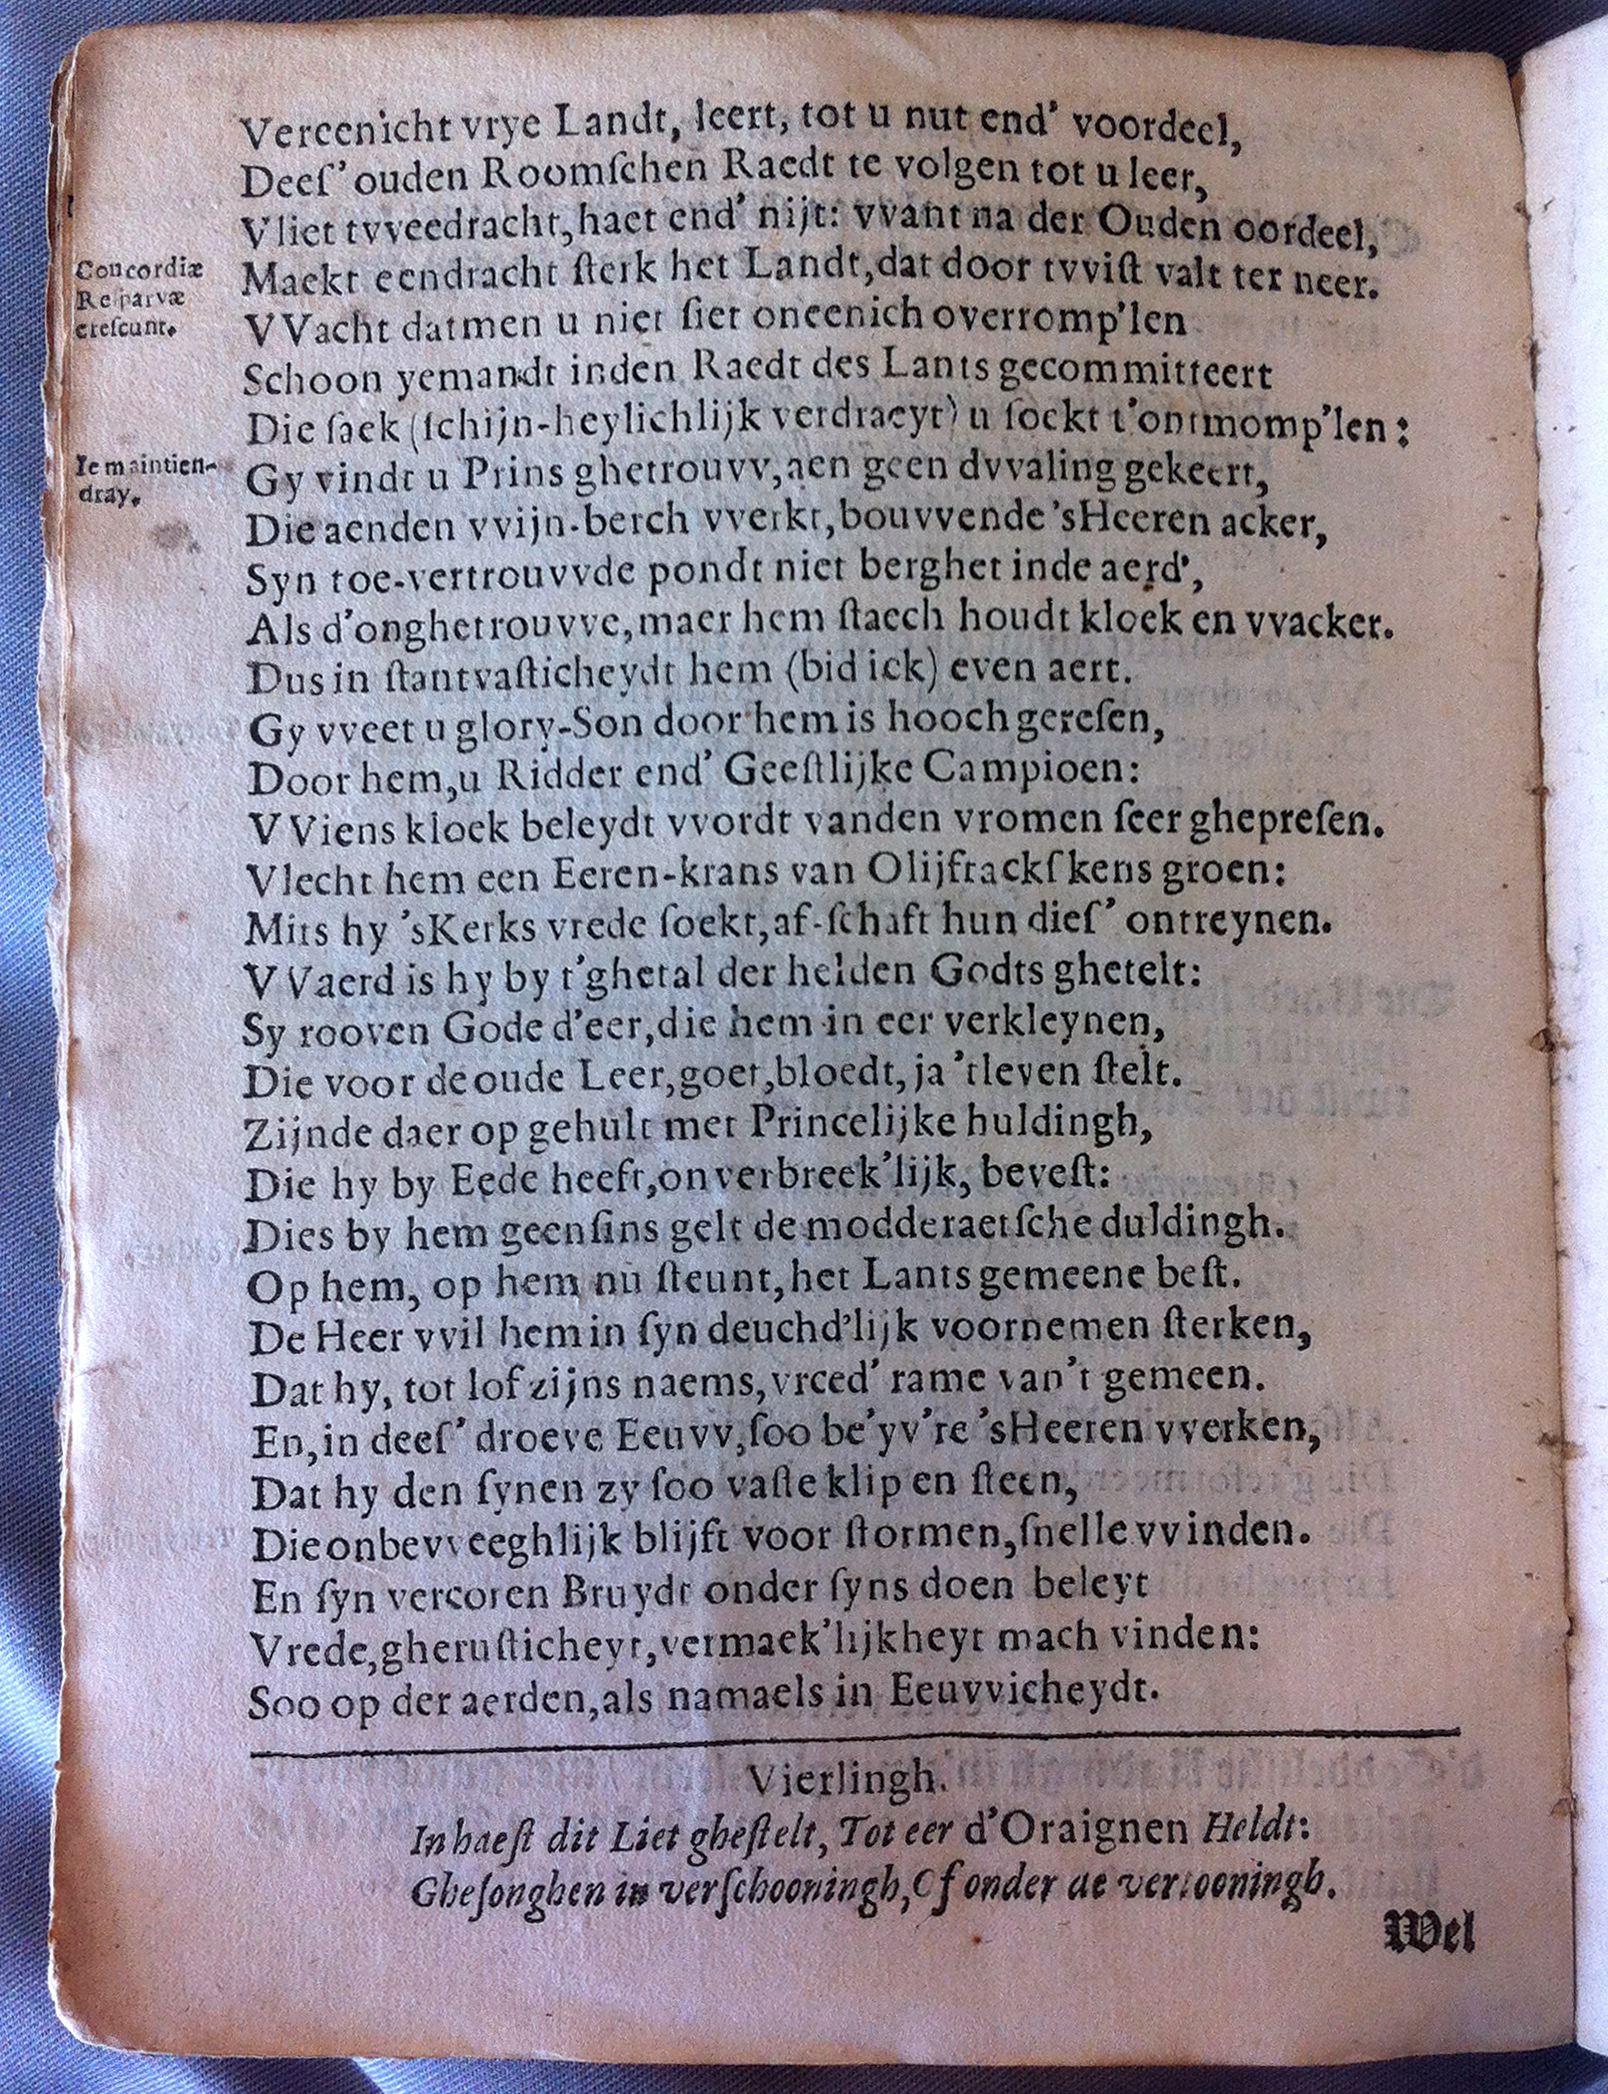 Vereenicht vrye Landt, leert, tot u nut end' voordeel,
Deeſ'ouden Roomſchen Raedt te volgen tot u leer,
Vliet tvveedracht, haet end' nijt: vvant na der Ouden oordeel,
Concordiæ
Res parvæ
creſcunt.
Maekt eendracht ſterk het Landt, dat door tvviſt valt ter neer.
VVacht datmen u niet ſiet oneenich overromp'len
Schoon yemandt inden Raedt des Lants gecommitteert
Die ſaek (ſchijn-heylichlijk verdraeyt) u ſoekt t'ontmomp'len:
Ie maintien-
dray.
Gy vindt u Prins ghetrouvv, aen geen dvvaling gekeert,
Die aenden vvijn-berch vverkt, bouvvende 'sHeeren acker,
Syn toe-vertrouvvde pondt niet berghet inde aerd',
Als d'onghetrouvve, maer hem ſtaech houdt kloek en vvacker.
Dus in ſtantvaſticheydt hem (bid ick) even aert.
Gy vveet u glory-Son door hem is hooch gereſen,
Door hem, u Ridder end' Geeſtlijke Campioen:
VViens kloek beleydt vvordt vanden vromen ſeer ghepreſen.
Vlecht hem een Eeren-krans van Olijftackſkens groen:
Mits hy 'sKerks vrede ſoekt, af-ſchaft hun dieſ' ontreynen.
VVaerd is hy by t'ghetal der helden Godts ghetelt:
Sy rooven Gode d'eer, die hem in eer verkleynen,
Die voor de oude Leer, goet, bloedt, ja 'tleven ſtelt.
Zijnde daer op gehult met Princelijke huldingh,
Die hy by Eede heeft, onverbreek'lijk, beveſt:
Dies by hem geenſins gelt de modderaetſche duldingh.
Op hem, op hem nu ſteunt, het Lants gemeene beſt.
De Heer vvil hem in ſyn deuchd'lijk voornemen ſterken,
Dat hy, tot lof zijns naems, vreed' rame van't gemeen.
En, in deeſ' droeve Eeuvv, ſoo be'yv're 'sHeeren vverken,
Dat hy den ſynen zy ſoo vaſte klip en ſteen,
Die onbevveeghlijk blijft voor ſtormen, ſnelle vvinden.
En ſyn vercoren Bruydt onder ſyns doen beleyt
Vrede, gheruſticheyt, vermaek'lijkheyt mach vinden:
Soo op der aerden, als namaels in Eeuvvicheydt.
Vierlingh.
In haeſt dit Liet gheſtelt, Tot eer d'Oraignen Heldt:
Gheſonghen in verſchooningh, Of onder de vertooningh.
Wel